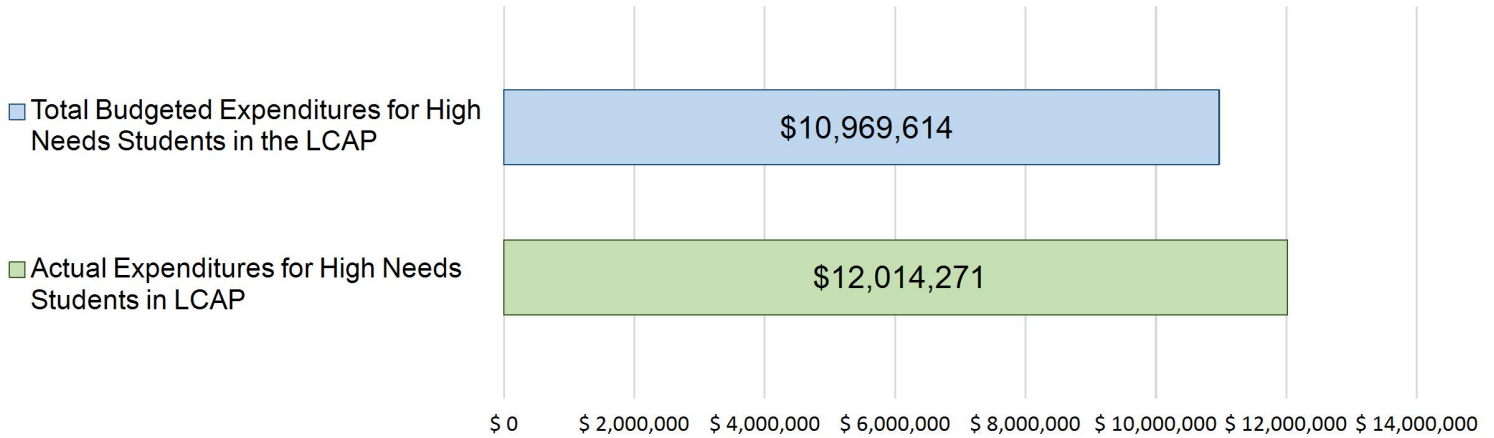 Total Budgeted Expenditures for High
Needs Students in the LCAP
$10,969,614
Actual Expenditures for High Needs
Students in LCAP
$12,014,271
$ 0 $ 2,000,000 $ 4,000,000 $ 6,000,000 $ 8,000,000 $ 10,000,000 $ 12,000,000 $ 14,000,000